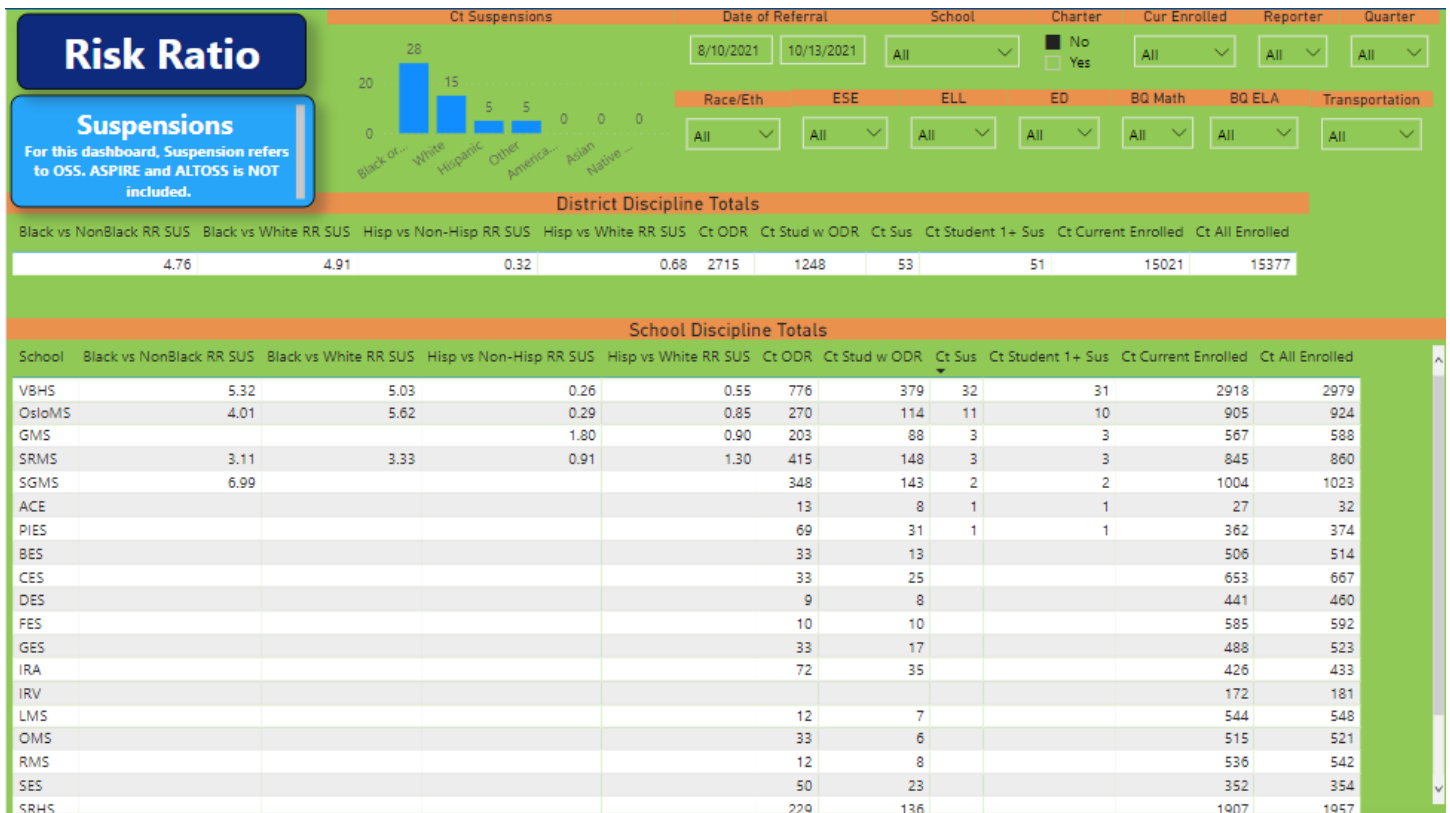 Ct Suspensions
Date of Referral School Charter Cur Enrolled Reporter Quarter
Risk Ratio
28
20
15
5 5 0 0 0
0
Black or... White Hispanic Other America... Asian Native ...
8/10/2021 10/13/2021 All No All All All
Yes
Race/Eth ESE ELL ED BQ Math BQ ELA Transportation
All All All All All All All
Suspensions
For this dashboard, Suspension refers
to OSS. ASPIRE and ALTOSS is NOT
included.
District Discipline Totals
Black vs NonBlack RR SUS Black vs White RR SUS Hisp vs Non-Hisp RR SUS Hisp vs White RR SUS Ct ODR Ct Stud w ODR Ct Sus Ct Student 1+ Sus Ct Current Enrolled Ct All Enrolled
4.76 4.91 0.32 0.68 2715 1248 53 51 15021 15377
School Discipline Totals
School Black vs NonBlack RR SUS Black vs White RR SUS Hisp vs Non-Hisp RR SUS Hisp vs White RR SUS Ct ODR Ct Stud w ODR Ct Sus Ct Student 1+ Sus Ct Current Enrolled Ct All Enrolled
VBHS 5.32 5.03 0.26 0.55 776 379 32 31 2918 2979
OsloMS 4.01 5.62 0.29 0.85 270 114 11 10 905 924
GMS 1.80 0.90 203 88 3 3 567 588
SRMS 3.11 3.33 0.91 1.30 415 148 3 3 845 860
SGMS 6.99 348 143 2 2 1004 1023
ACE 13 8 1 1 27 32
PIES 69 31 1 1 362 374
BES 33 13 506 514
CES 33 25 653 667
DES 9 8 441 460
FES 10 10 585 592
GES 33 17 488 523
IRA 72 35 426 433
IRV 172 181
LMS 12 7 544 548
OMS 33 6 515 521
RMS 12 8 536 542
SES 50 23 352 354
SRHS 229 136 1907 1957